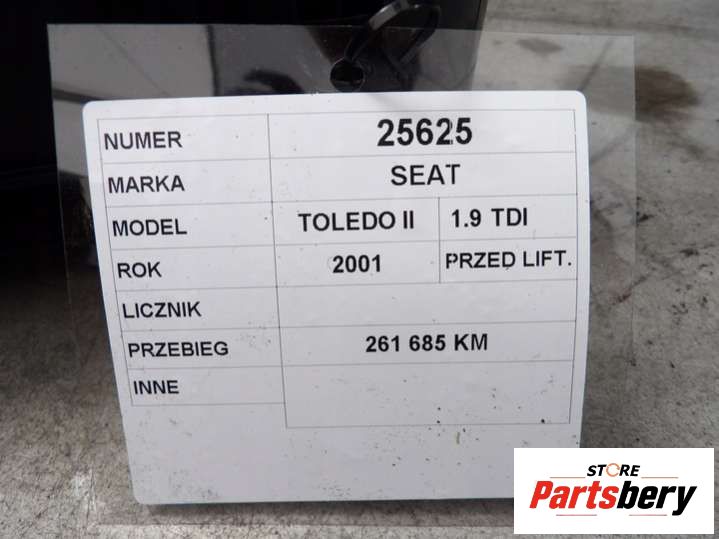 NUMER 25625
MARKA SEAT
MODEL TOLEDO II 1.9 TDI
ROK 2001 PRZED LIFT.
LICZNIK
PRZEBIEG 261 685 KM
INNE
STORE
Partsbery